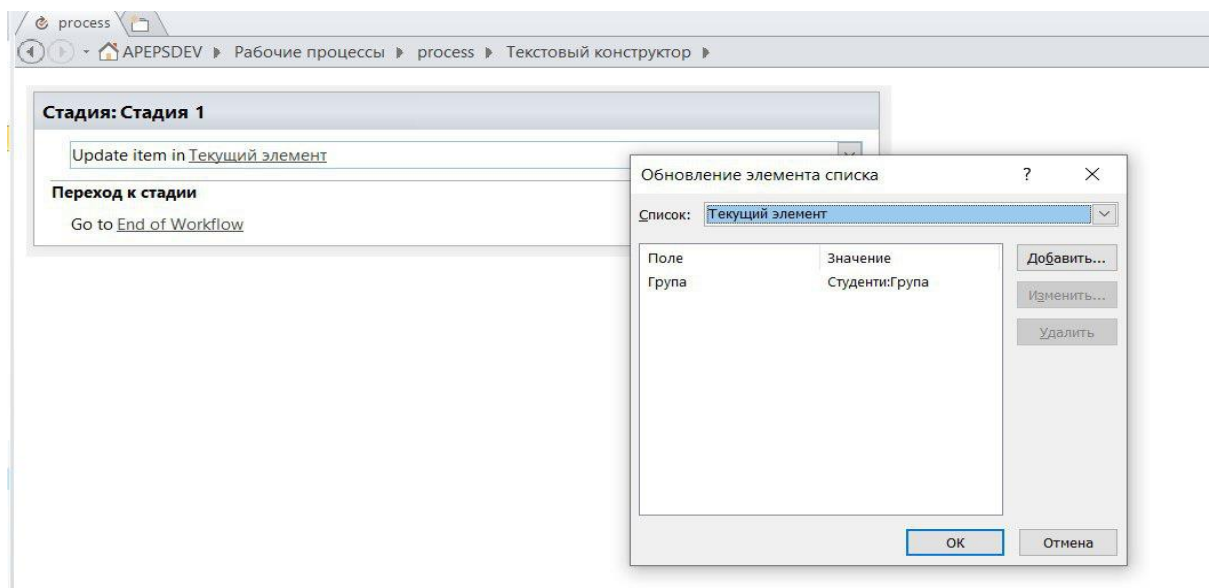 process
APEPSDEV ▸ Рабочие процессы ▸ process ▸ Текстовый конструктор ▸
Стадия: Стадия 1
Update item in Текущий элемент
Переход к стадии
Go to End of Workflow
Обновление элемента списка ? ×
Список: Текущий элемент
Поле Значение Добавить...
Група Студенти:Група
Изменить...
Удалить
ОК Отмена